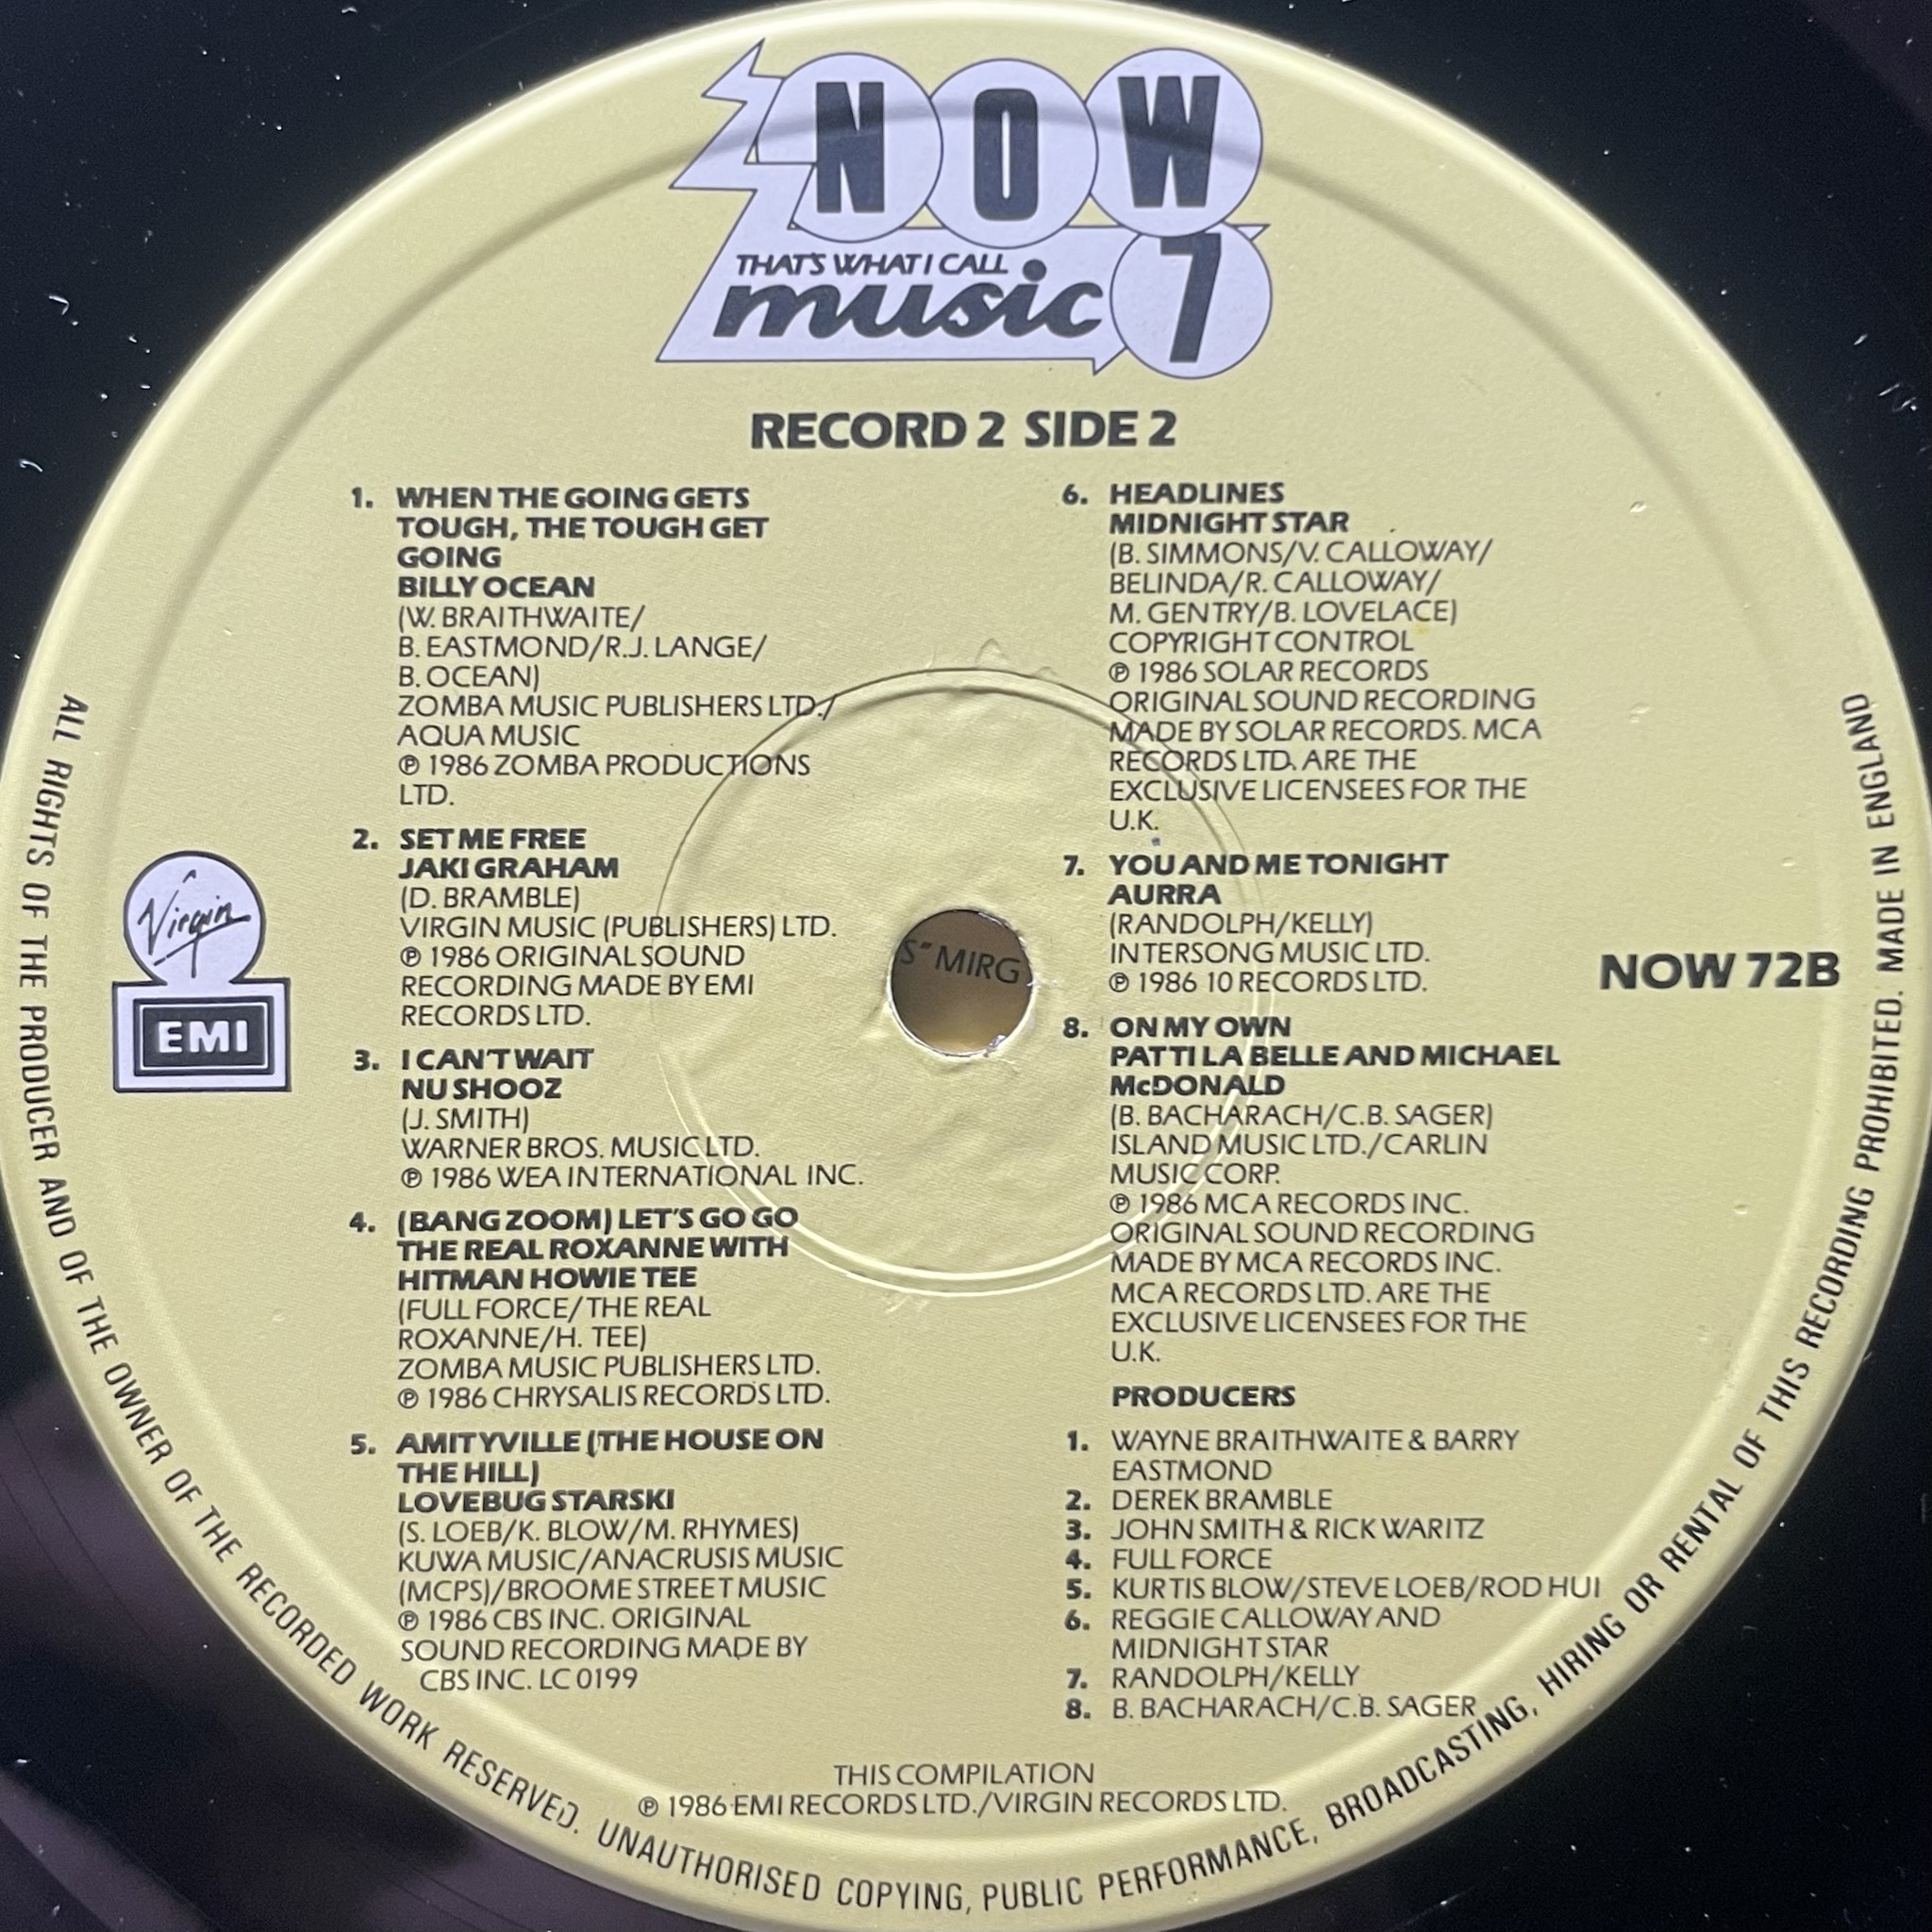 NOW
THAT'S WHAT I CALL
music 7
RECORD 2 SIDE 2
1. WHEN THE GOING GETS
TOUGH, THE TOUGH GET
GOING
BILLY OCEAN
(W. BRAITHWAITE/
B. EASTMOND/R.J. LANGE/
B. OCEAN)
ZOMBA MUSIC PUBLISHERS LTD./
AQUA MUSIC
℗ 1986 ZOMBA PRODUCTIONS
LTD.
2. SET ME FREE
JAKI GRAHAM
(D. BRAMBLE)
VIRGIN MUSIC (PUBLISHERS) LTD.
℗ 1986 ORIGINAL SOUND
RECORDING MADE BY EMI
RECORDS LTD.
3. I CAN'T WAIT
NU SHOOZ
(J. SMITH)
WARNER BROS. MUSIC LTD.
℗ 1986 WEA INTERNATIONAL INC.
4. (BANG ZOOM) LET'S GO GO
THE REAL ROXANNE WITH
HITMAN HOWIE TEE
(FULL FORCE/THE REAL
ROXANNE/H. TEE)
ZOMBA MUSIC PUBLISHERS LTD.
℗ 1986 CHRYSALIS RECORDS LTD.
5. AMITYVILLE (THE HOUSE ON
THE HILL)
LOVEBUG STARSKI
(S. LOEB/K. BLOW/M. RHYMES)
KUWA MUSIC/ANACRUSIS MUSIC
(MCPS)/BROOME STREET MUSIC
℗ 1986 CBS INC. ORIGINAL
SOUND RECORDING MADE BY
CBS INC. LC 0199
6. HEADLINES
MIDNIGHT STAR
(B. SIMMONS/V. CALLOWAY/
BELINDA/R. CALLOWAY/
M. GENTRY/B. LOVELACE)
COPYRIGHT CONTROL
℗ 1986 SOLAR RECORDS
ORIGINAL SOUND RECORDING
MADE BY SOLAR RECORDS. MCA
RECORDS LTD. ARE THE
EXCLUSIVE LICENSEES FOR THE
U.K.
7. YOU AND ME TONIGHT
AURRA
(RANDOLPH/KELLY)
INTERSONG MUSIC LTD.
℗ 1986 10 RECORDS LTD.
8. ON MY OWN
PATTI LA BELLE AND MICHAEL
McDONALD
(B. BACHARACH/C.B. SAGER)
ISLAND MUSIC LTD./CARLIN
MUSIC CORP.
℗ 1986 MCA RECORDS INC.
ORIGINAL SOUND RECORDING
MADE BY MCA RECORDS INC.
MCA RECORDS LTD. ARE THE
EXCLUSIVE LICENSEES FOR THE
U.K.
PRODUCERS
1. WAYNE BRAITHWAITE & BARRY
EASTMOND
2. DEREK BRAMBLE
3. JOHN SMITH & RICK WARITZ
4. FULL FORCE
5. KURTIS BLOW/STEVE LOEB/ROD HUI
6. REGGIE CALLOWAY AND
MIDNIGHT STAR
7. RANDOLPH/KELLY
8. B. BACHARACH/C.B. SAGER
Virgin
EMI
S" MIRG
NOW 72B
THIS COMPILATION
℗ 1986 EMI RECORDS LTD./VIRGIN RECORDS LTD.
ALL RIGHTS OF THE PRODUCER AND OF THE OWNER OF THE RECORDED WORK RESERVED. UNAUTHORISED COPYING, PUBLIC PERFORMANCE, BROADCASTING, HIRING OR RENTAL OF THIS RECORDING PROHIBITED. MADE IN ENGLAND